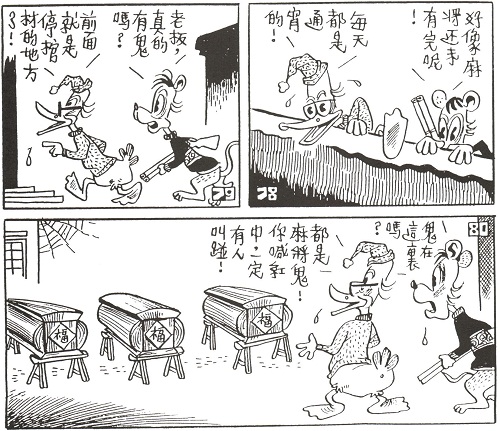 好像麻
將还未
有完呢
!
每天
都是
通
宵
的!
78
老板,
真的
有鬼
嗎?
前面
就是
停棺
材的地方
了!
79
鬼在
這裏
嗎
?
都是
麻將鬼!
你喊紅
中,一定
有人
叫踫!
80
福
福
福